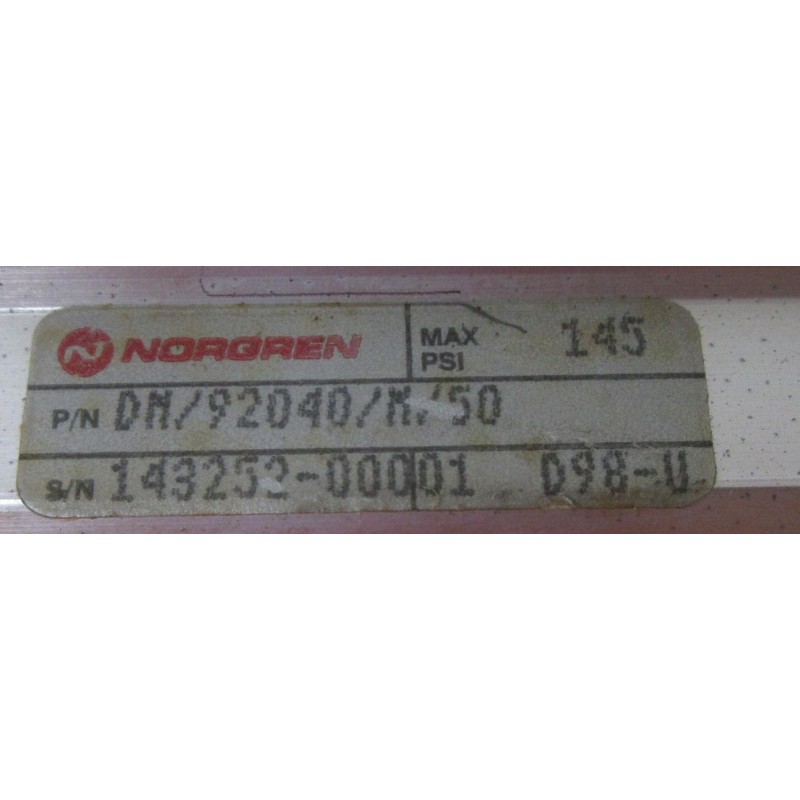 NORGREN MAX PSI 145
P/N DM/92040/M/50
S/N 143252-00001 D98-U